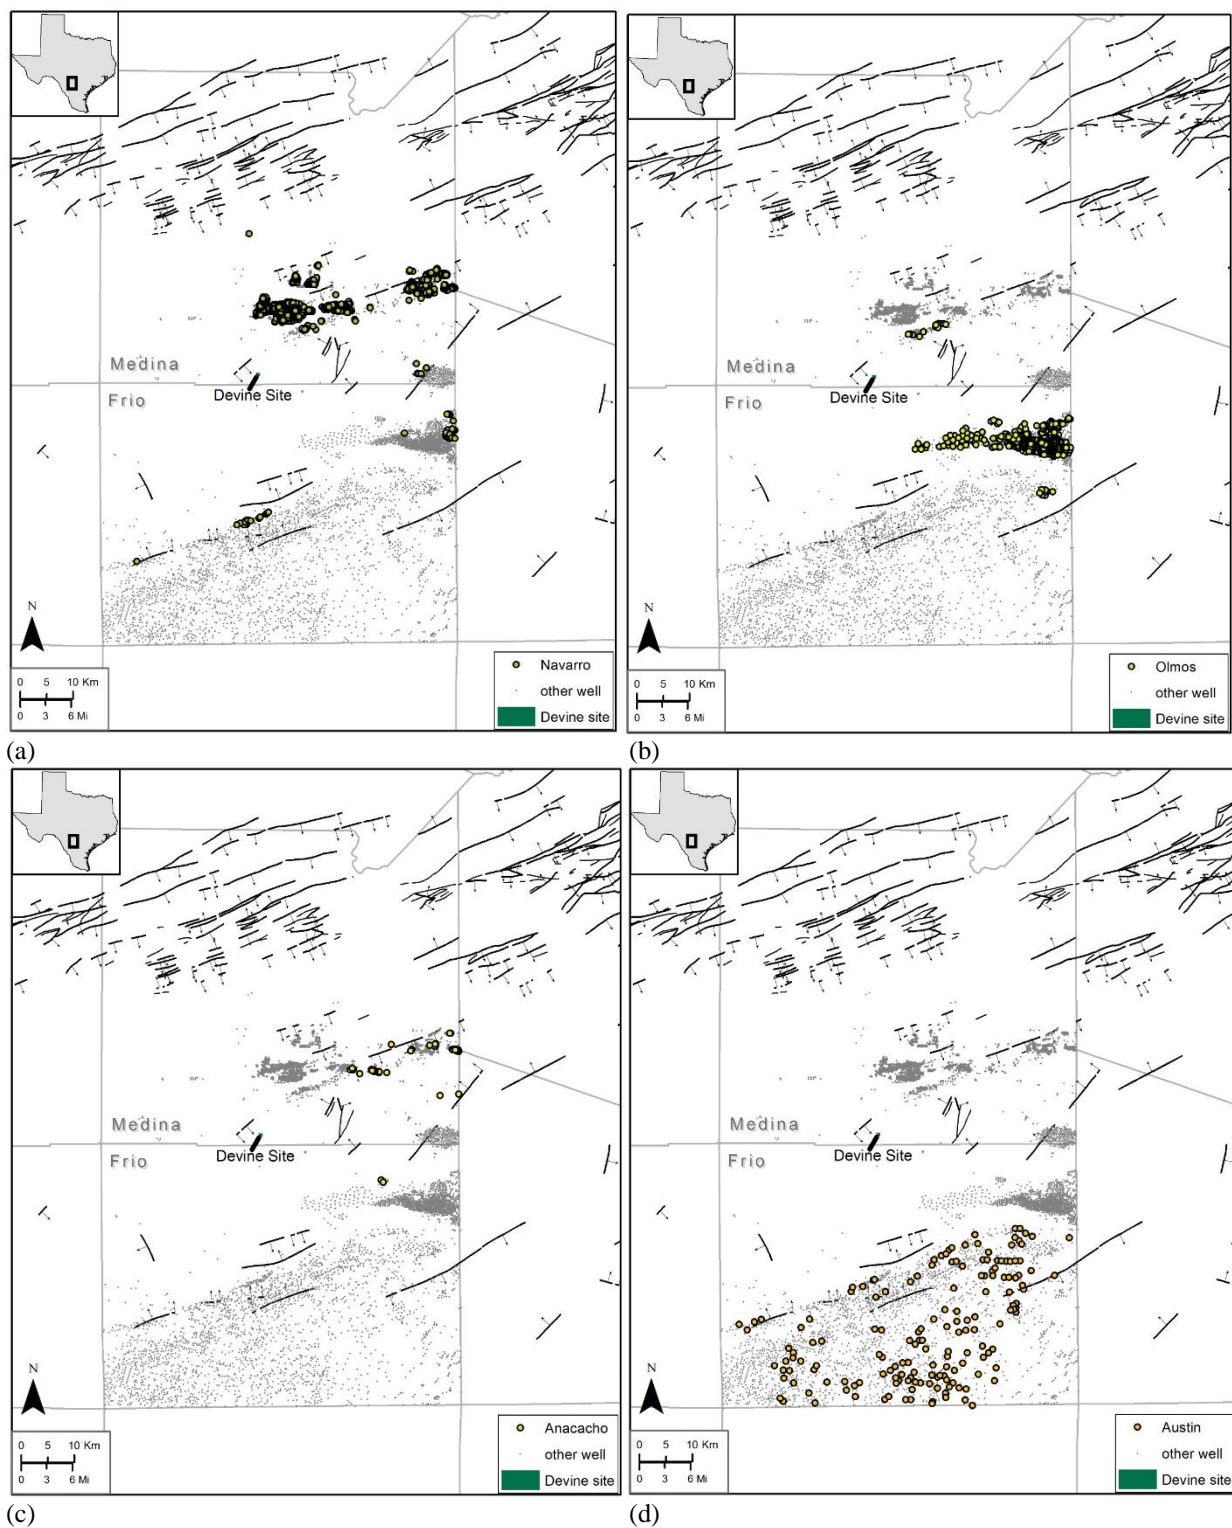 Medina
Frio
Devine Site
N
0 5 10 Km
0 3 6 Mi
Navarro
other well
Devine site
(a)
Medina
Frio
Devine Site
N
0 5 10 Km
0 3 6 Mi
Olmos
other well
Devine site
(b)
Medina
Frio
Devine Site
N
0 5 10 Km
0 3 6 Mi
Anacacho
other well
Devine site
(c)
Medina
Frio
Devine Site
N
0 5 10 Km
0 3 6 Mi
Austin
other well
Devine site
(d)